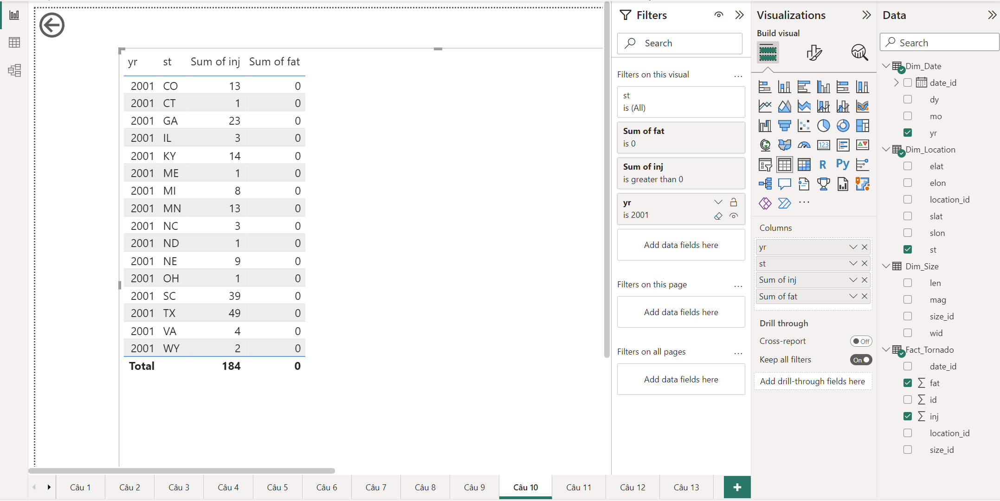 yr st Sum of inj Sum of fat
2001 CO 13 0
2001 CT 1 0
2001 GA 23 0
2001 IL 3 0
2001 KY 14 0
2001 ME 1 0
2001 MI 8 0
2001 MN 13 0
2001 NC 3 0
2001 ND 1 0
2001 NE 9 0
2001 OH 1 0
2001 SC 39 0
2001 TX 49 0
2001 VA 4 0
2001 WY 2 0
Total 184 0
Filters
Search
Filters on this visual ...
st
is (All)
Sum of fat
is 0
Sum of inj
is greater than 0
yr
is 2001
Add data fields here
Filters on this page ...
Add data fields here
Filters on all pages ...
Add data fields here
Visualizations
Build visual
123
R Py
...
Columns
yr
st
Sum of inj
Sum of fat
Drill through
Cross-report Off
Keep all filters On
Add drill-through fields here
Data
Search
Dim_Date
date_id
dy
mo
yr
Dim_Location
elat
elon
location_id
slat
slon
st
Dim_Size
len
mag
size_id
wid
Fact_Tornado
date_id
∑ fat
∑ id
∑ inj
location_id
size_id
Câu 1 Câu 2 Câu 3 Câu 4 Câu 5 Câu 6 Câu 7 Câu 8 Câu 9 Câu 10 Câu 11 Câu 12 Câu 13 +